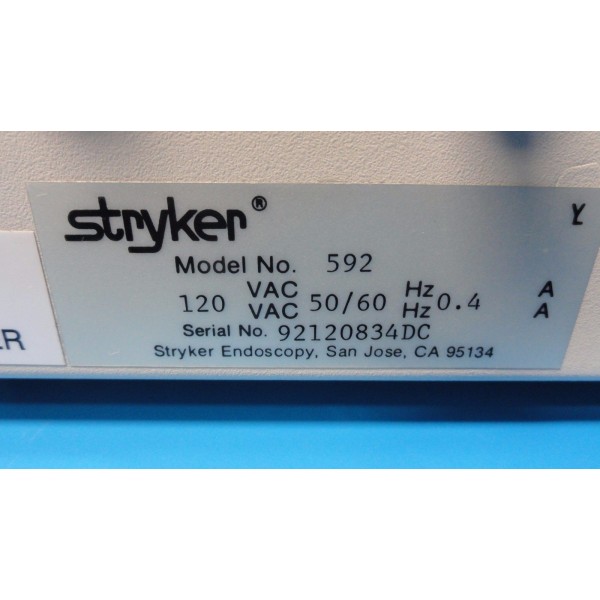 stryker®
Y
Model No. 592
VAC Hz A
120 VAC 50/60 Hz 0.4 A
Serial No. 92120834DC
Stryker Endoscopy, San Jose, CA 95134
ER